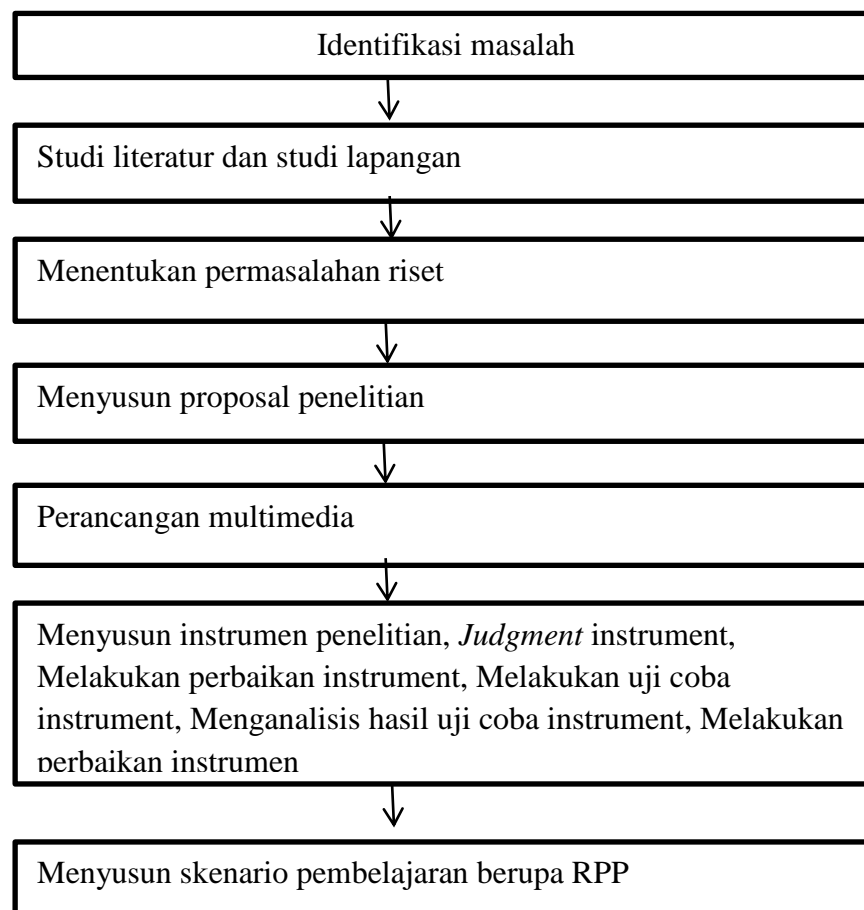 Identifikasi masalah
Studi literatur dan studi lapangan
Menentukan permasalahan riset
Menyusun proposal penelitian
Perancangan multimedia
Menyusun instrumen penelitian, Judgment instrument,
Melakukan perbaikan instrument, Melakukan uji coba
instrument, Menganalisis hasil uji coba instrument, Melakukan
perbaikan instrumen
Menyusun skenario pembelajaran berupa RPP